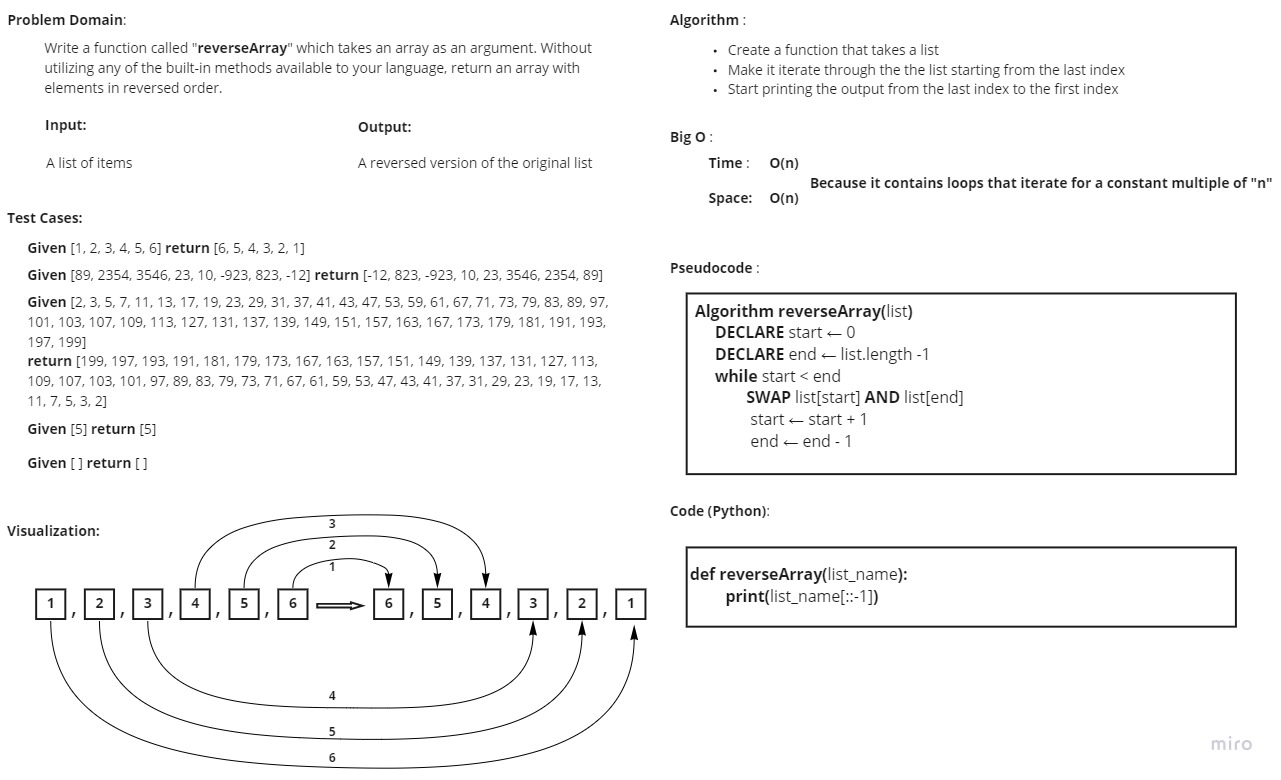 Problem Domain:
Write a function called "reverseArray" which takes an array as an argument. Without
utilizing any of the built-in methods available to your language, return an array with
elements in reversed order.
Input:
Output:
A list of items
A reversed version of the original list
Test Cases:
Given [1, 2, 3, 4, 5, 6] return [6, 5, 4, 3, 2, 1]
Given [89, 2354, 3546, 23, 10, -923, 823, -12] return [-12, 823, -923, 10, 23, 3546, 2354, 89]
Given [2, 3, 5, 7, 11, 13, 17, 19, 23, 29, 31, 37, 41, 43, 47, 53, 59, 61, 67, 71, 73, 79, 83, 89, 97,
101, 103, 107, 109, 113, 127, 131, 137, 139, 149, 151, 157, 163, 167, 173, 179, 181, 191, 193,
197, 199]
return [199, 197, 193, 191, 181, 179, 173, 167, 163, 157, 151, 149, 139, 137, 131, 127, 113,
109, 107, 103, 101, 97, 89, 83, 79, 73, 71, 67, 61, 59, 53, 47, 43, 41, 37, 31, 29, 23, 19, 17, 13,
11, 7, 5, 3, 2]
Given [5] return [5]
Given [ ] return [ ]
Visualization:
3
2
1
1 , 2 , 3 , 4 , 5 , 6 ⇒ 6 , 5 , 4 , 3 , 2 , 1
4
5
6
Algorithm :
• Create a function that takes a list
• Make it iterate through the the list starting from the last index
• Start printing the output from the last index to the first index
Big O :
Time : O(n)
Because it contains loops that iterate for a constant multiple of "n"
Space: O(n)
Pseudocode :
Algorithm reverseArray(list)
DECLARE start ← 0
DECLARE end ← list.length -1
while start < end
SWAP list[start] AND list[end]
start ← start + 1
end ← end - 1
Code (Python):
def reverseArray(list_name):
print(list_name[::-1])
miro